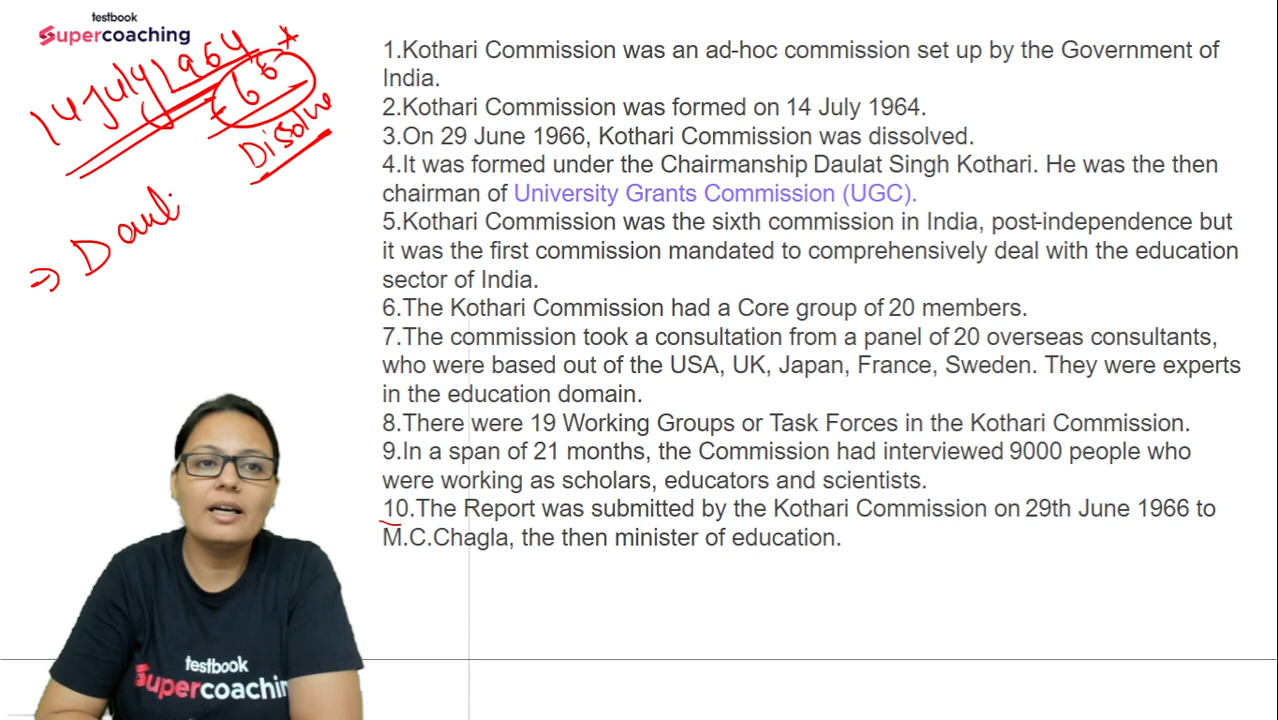 testbook
Supercoaching
14 July 1964
66
Dissolve
⇒ Daul
1.Kothari Commission was an ad-hoc commission set up by the Government of
India.
2.Kothari Commission was formed on 14 July 1964.
3.On 29 June 1966, Kothari Commission was dissolved.
4.It was formed under the Chairmanship Daulat Singh Kothari. He was the then
chairman of University Grants Commission (UGC).
5.Kothari Commission was the sixth commission in India, post-independence but
it was the first commission mandated to comprehensively deal with the education
sector of India.
6.The Kothari Commission had a Core group of 20 members.
7.The commission took a consultation from a panel of 20 overseas consultants,
who were based out of the USA, UK, Japan, France, Sweden. They were experts
in the education domain.
8.There were 19 Working Groups or Task Forces in the Kothari Commission.
9.In a span of 21 months, the Commission had interviewed 9000 people who
were working as scholars, educators and scientists.
10.The Report was submitted by the Kothari Commission on 29th June 1966 to
M.C.Chagla, the then minister of education.
testbook
Supercoachin